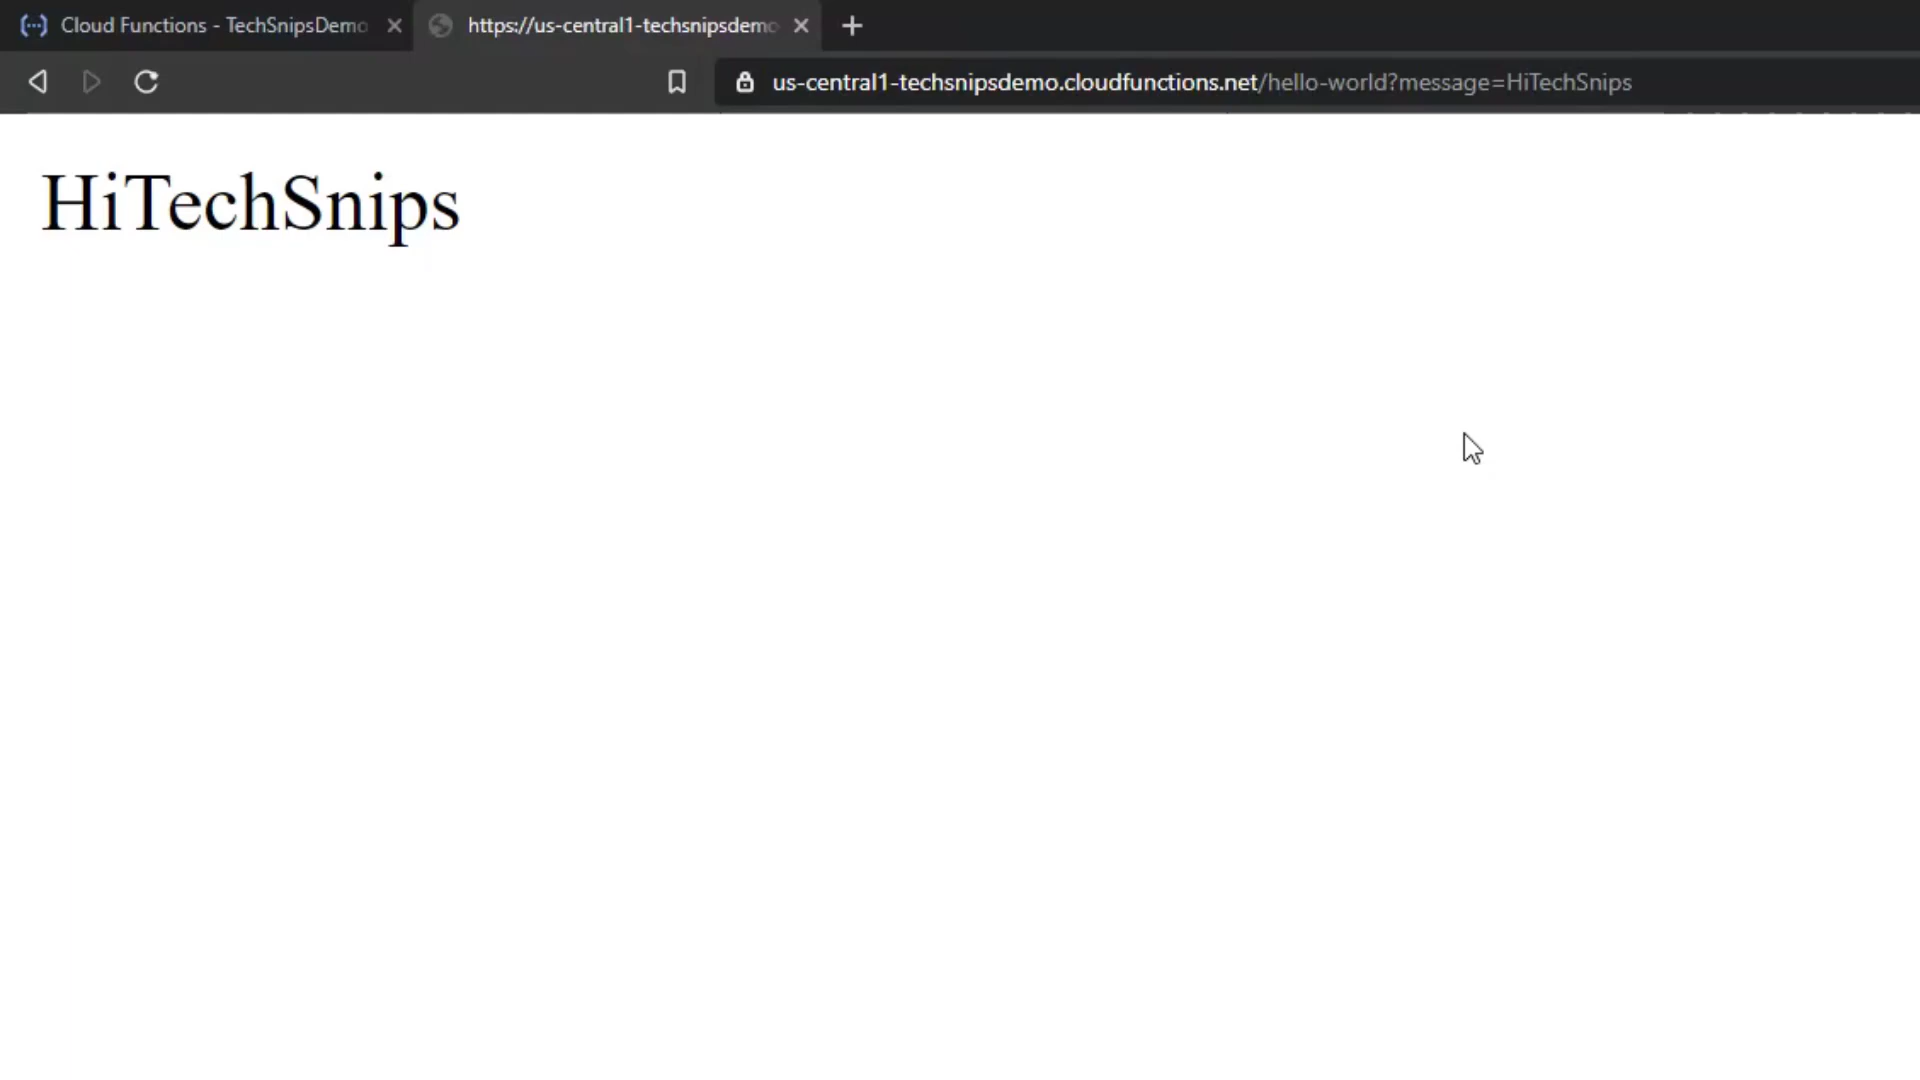 Cloud Functions - TechSnipsDemo
https://us-central1-techsnipsdemo
us-central1-techsnipsdemo.cloudfunctions.net/hello-world?message=HiTechSnips
HiTechSnips